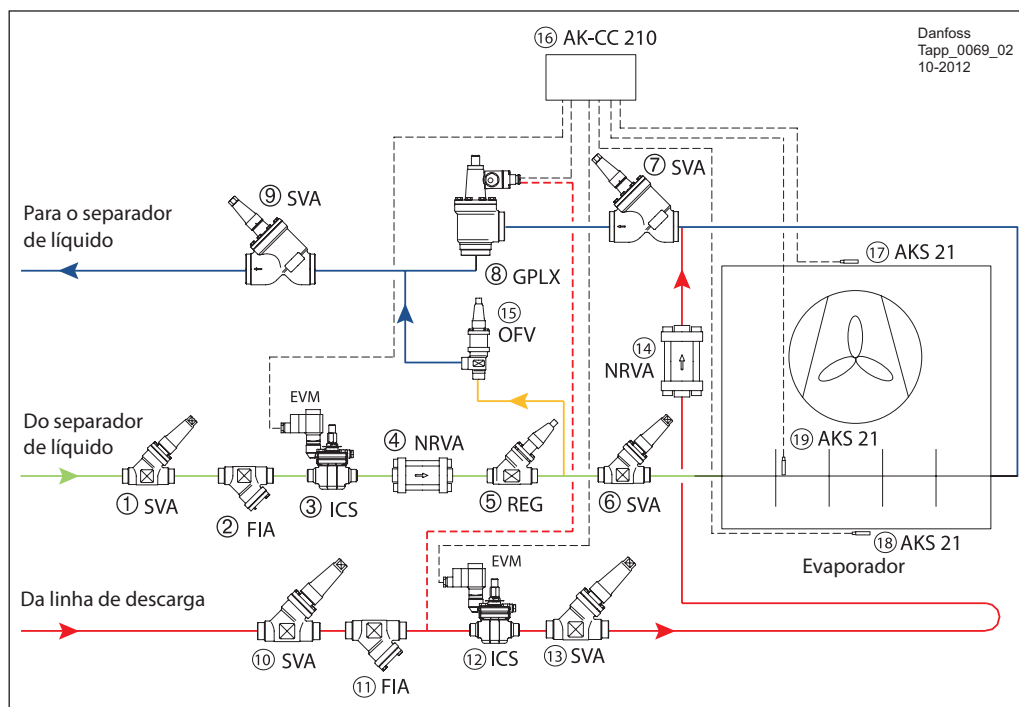 ⑯ AK-CC 210
Danfoss
Tapp_0069_02
10-2012
⑦ SVA
⑨ SVA
Para o separador
de líquido
⑧ GPLX
⑰ AKS 21
⑮
OFV
⑭
NRVA
EVM
Do separador
de líquido
④ NRVA
⑲ AKS 21
① SVA
② FIA
③ ICS
⑤ REG
⑥ SVA
⑱ AKS 21
Evaporador
EVM
Da linha de descarga
⑩ SVA
⑪ FIA
⑫ ICS
⑬ SVA